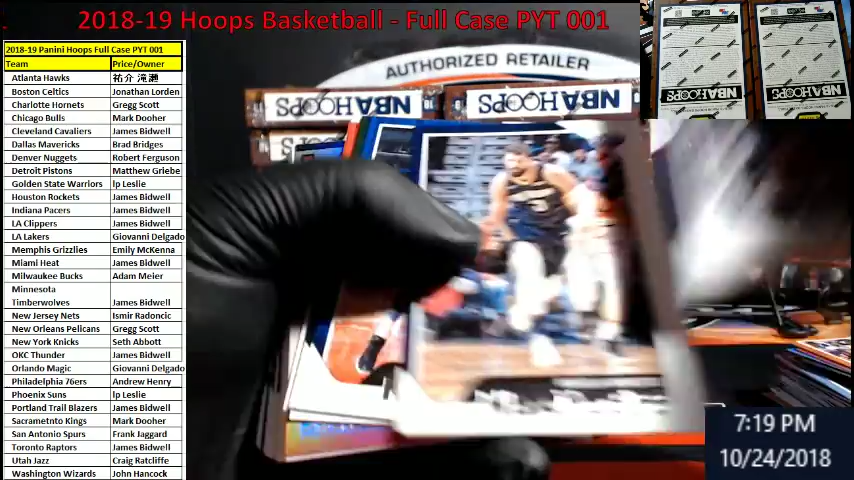 2018-19 Hoops Basketball - Full Case PYT 001
2018-19 Panini Hoops Full Case PYT 001
Team Price/Owner
Atlanta Hawks 祐介 滝瀬
Boston Celtics Jonathan Lorden
Charlotte Hornets Gregg Scott
Chicago Bulls Mark Dooher
Cleveland Cavaliers James Bidwell
Dallas Mavericks Brad Bridges
Denver Nuggets Robert Ferguson
Detroit Pistons Matthew Griebe
Golden State Warriors lp Leslie
Houston Rockets James Bidwell
Indiana Pacers James Bidwell
LA Clippers James Bidwell
LA Lakers Giovanni Delgado
Memphis Grizzlies Emily McKenna
Miami Heat James Bidwell
Milwaukee Bucks Adam Meier
Minnesota
Timberwolves James Bidwell
New Jersey Nets Ismir Radoncic
New Orleans Pelicans Gregg Scott
New York Knicks Seth Abbott
OKC Thunder James Bidwell
Orlando Magic Giovanni Delgado
Philadelphia 76ers Andrew Henry
Phoenix Suns lp Leslie
Portland Trail Blazers James Bidwell
Sacrametnto Kings Mark Dooher
San Antonio Spurs Frank Jaggard
Toronto Raptors James Bidwell
Utah Jazz Craig Ratcliffe
Washington Wizards John Hancock
AUTHORIZED RETAILER
NBA HOOPS
NBA HOOPS
HOOPS
NBA HOOPS
NBA HOOPS
3
7:19 PM
10/24/2018